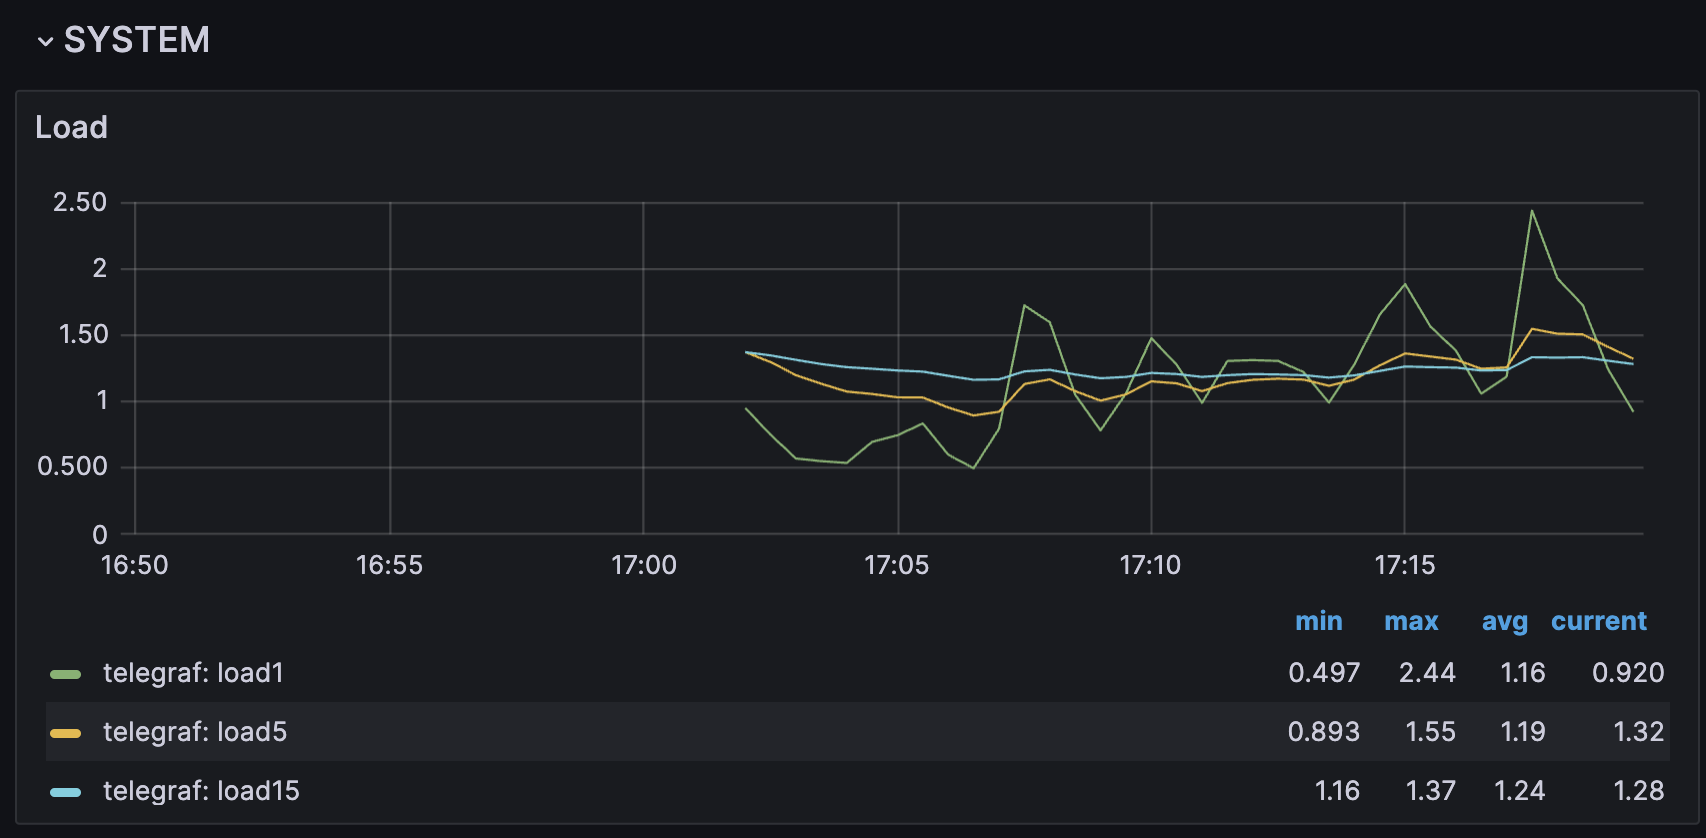 SYSTEM
Load
2.50
2
1.50
1
0.500
0
16:50 16:55 17:00 17:05 17:10 17:15
min max avg current
telegraf: load1 0.497 2.44 1.16 0.920
telegraf: load5 0.893 1.55 1.19 1.32
telegraf: load15 1.16 1.37 1.24 1.28